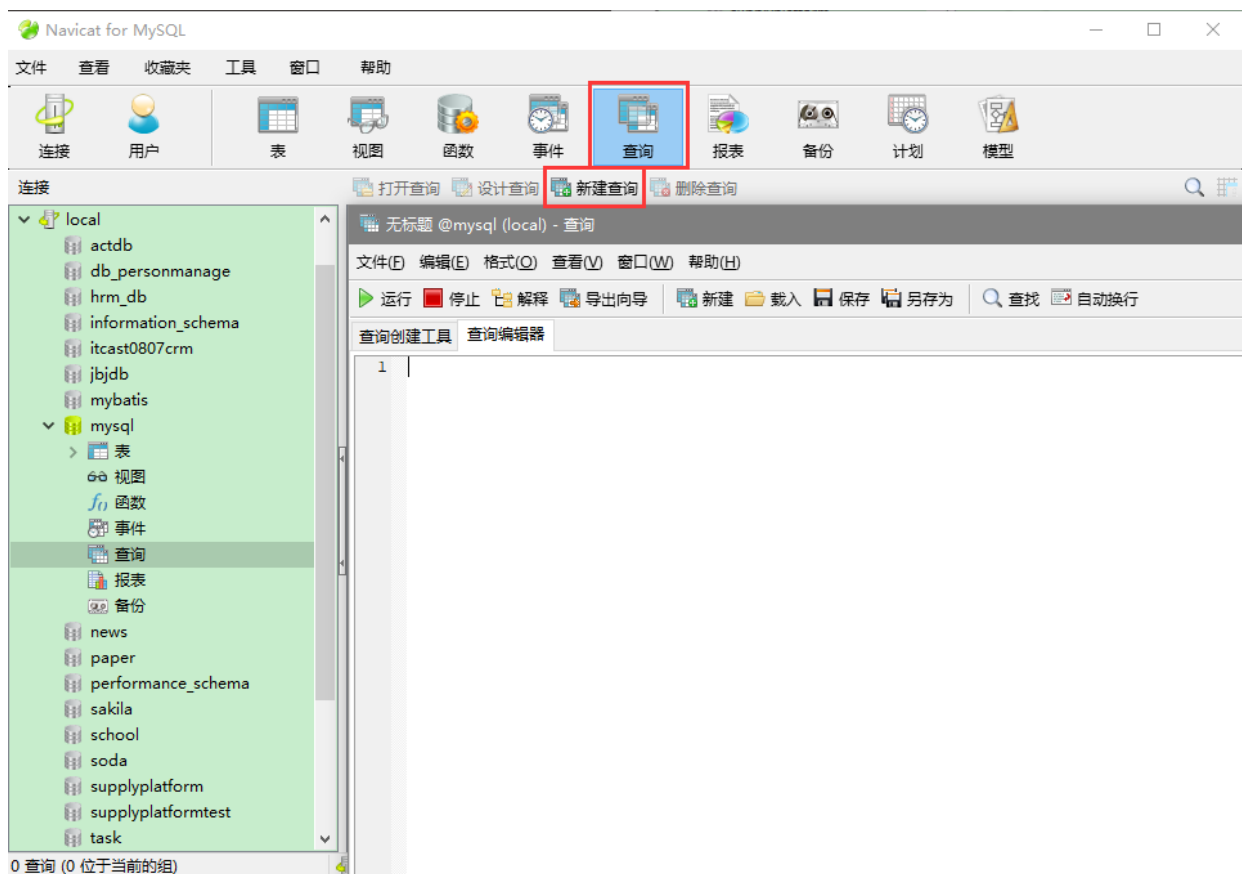 Navicat for MySQL
文件 查看 收藏夹 工具 窗口 帮助
连接 用户 表 视图 函数 事件 查询 报表 备份 计划 模型
连接
打开查询 设计查询 新建查询 删除查询
local
actdb
db_personmanage
hrm_db
information_schema
itcast0807crm
jbjdb
mybatis
mysql
表
视图
函数
事件
查询
报表
备份
news
paper
performance_schema
sakila
school
soda
supplyplatform
supplyplatformtest
task
0 查询 (0 位于当前的组)
无标题 @mysql (local) - 查询
文件(F) 编辑(E) 格式(O) 查看(V) 窗口(W) 帮助(H)
运行 停止 解释 导出向导 新建 载入 保存 另存为 查找 自动换行
查询创建工具 查询编辑器
1